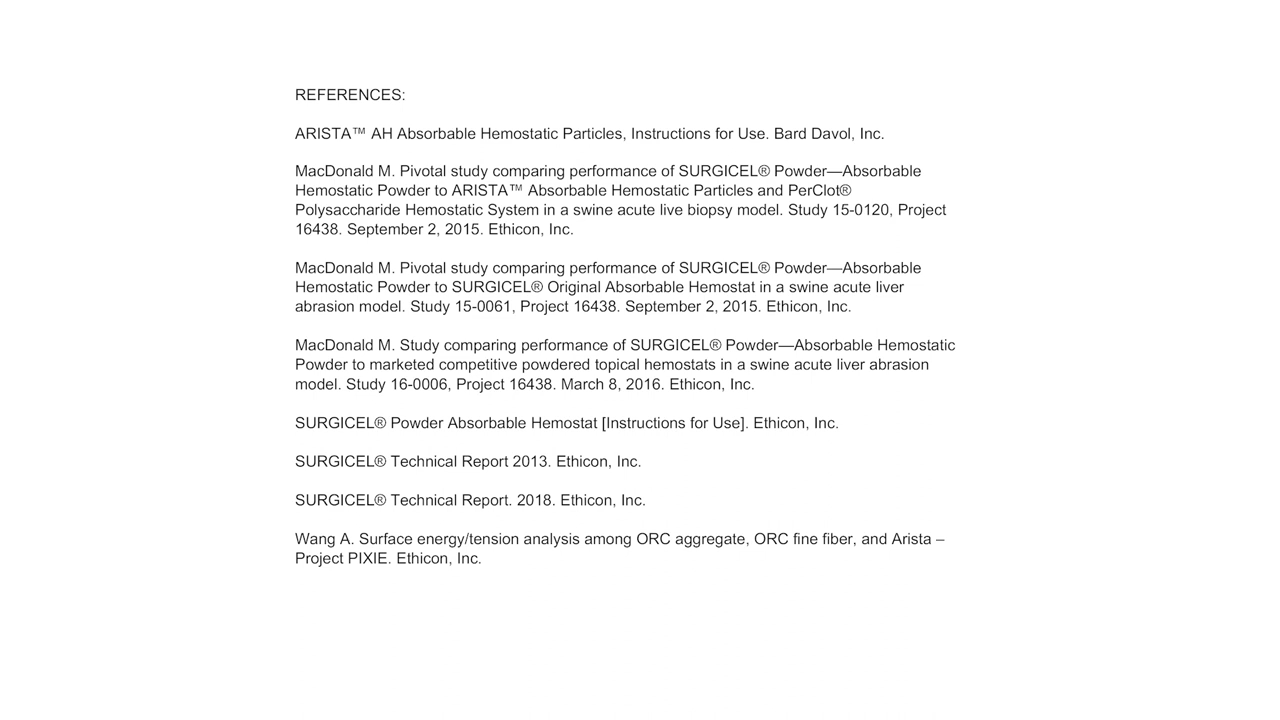 REFERENCES:
ARISTA™ AH Absorbable Hemostatic Particles, Instructions for Use. Bard Davol, Inc.
MacDonald M. Pivotal study comparing performance of SURGICEL® Powder—Absorbable
Hemostatic Powder to ARISTA™ Absorbable Hemostatic Particles and PerClot®
Polysaccharide Hemostatic System in a swine acute live biopsy model. Study 15-0120, Project
16438. September 2, 2015. Ethicon, Inc.
MacDonald M. Pivotal study comparing performance of SURGICEL® Powder—Absorbable
Hemostatic Powder to SURGICEL® Original Absorbable Hemostat in a swine acute liver
abrasion model. Study 15-0061, Project 16438. September 2, 2015. Ethicon, Inc.
MacDonald M. Study comparing performance of SURGICEL® Powder—Absorbable Hemostatic
Powder to marketed competitive powdered topical hemostats in a swine acute liver abrasion
model. Study 16-0006, Project 16438. March 8, 2016. Ethicon, Inc.
SURGICEL® Powder Absorbable Hemostat [Instructions for Use]. Ethicon, Inc.
SURGICEL® Technical Report 2013. Ethicon, Inc.
SURGICEL® Technical Report. 2018. Ethicon, Inc.
Wang A. Surface energy/tension analysis among ORC aggregate, ORC fine fiber, and Arista –
Project PIXIE. Ethicon, Inc.